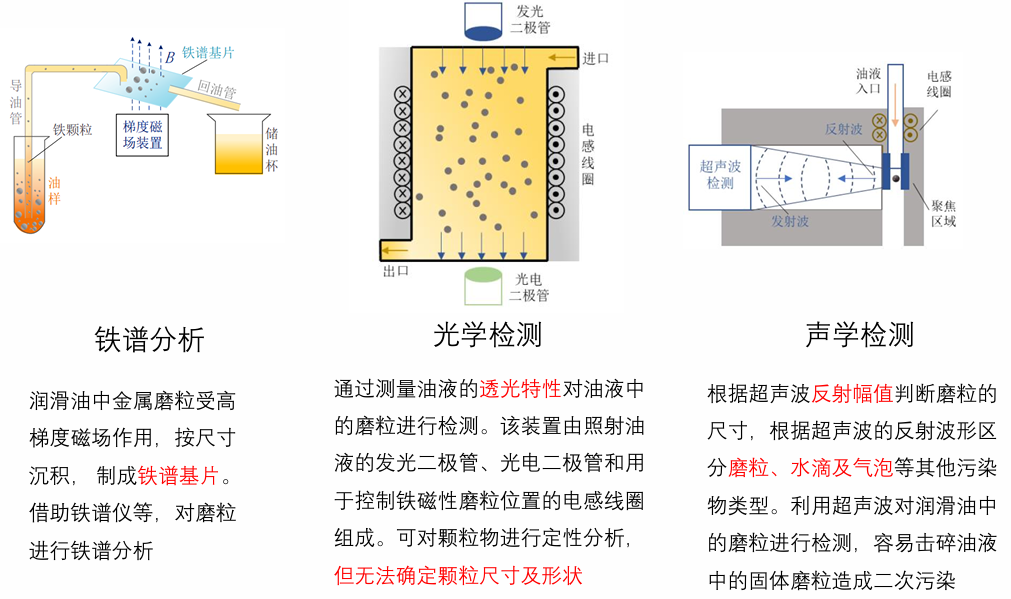 B
铁谱基片
导油管
回油管
铁颗粒
梯度磁
场装置
储油杯
油样
铁谱分析
润滑油中金属磨粒受高
梯度磁场作用，按尺寸
沉积， 制成铁谱基片。
借助铁谱仪等，对磨粒
进行铁谱分析
发光
二极管
进口
电感线圈
出口
光电
二极管
光学检测
通过测量油液的透光特性对油液中
的磨粒进行检测。该装置由照射油
液的发光二极管、光电二极管和用
于控制铁磁性磨粒位置的电感线圈
组成。可对颗粒物进行定性分析，
但无法确定颗粒尺寸及形状
油液
入口
电感
线圈
反射波
超声波
检测
发射波
聚焦
区域
声学检测
根据超声波反射幅值判断磨粒的
尺寸，根据超声波的反射波形区
分磨粒、水滴及气泡等其他污染
物类型。利用超声波对润滑油中
的磨粒进行检测，容易击碎油液
中的固体磨粒造成二次污染